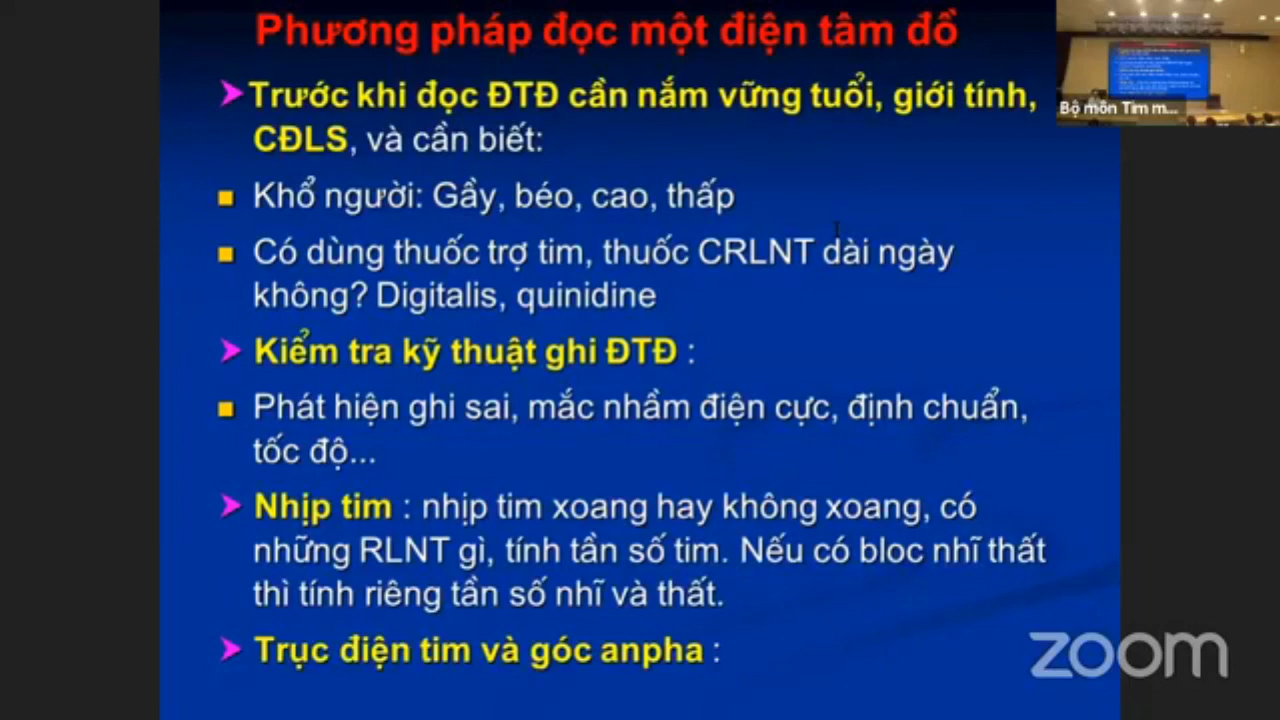 Phương pháp đọc một điện tâm đồ
Trước khi đọc ĐTĐ cần nắm vững tuổi, giới tính,
CĐLS, và cần biết:
Khổ người: Gầy, béo, cao, thấp
Có dùng thuốc trợ tim, thuốc CRLNT dài ngày
không? Digitalis, quinidine
Kiểm tra kỹ thuật ghi ĐTĐ :
Phát hiện ghi sai, mắc nhầm điện cực, định chuẩn,
tốc độ...
Nhịp tim : nhịp tim xoang hay không xoang, có
những RLNT gì, tính tần số tim. Nếu có bloc nhĩ thất
thì tính riêng tần số nhĩ và thất.
Trục điện tim và góc anpha :
Bộ môn Tim m...
zoom